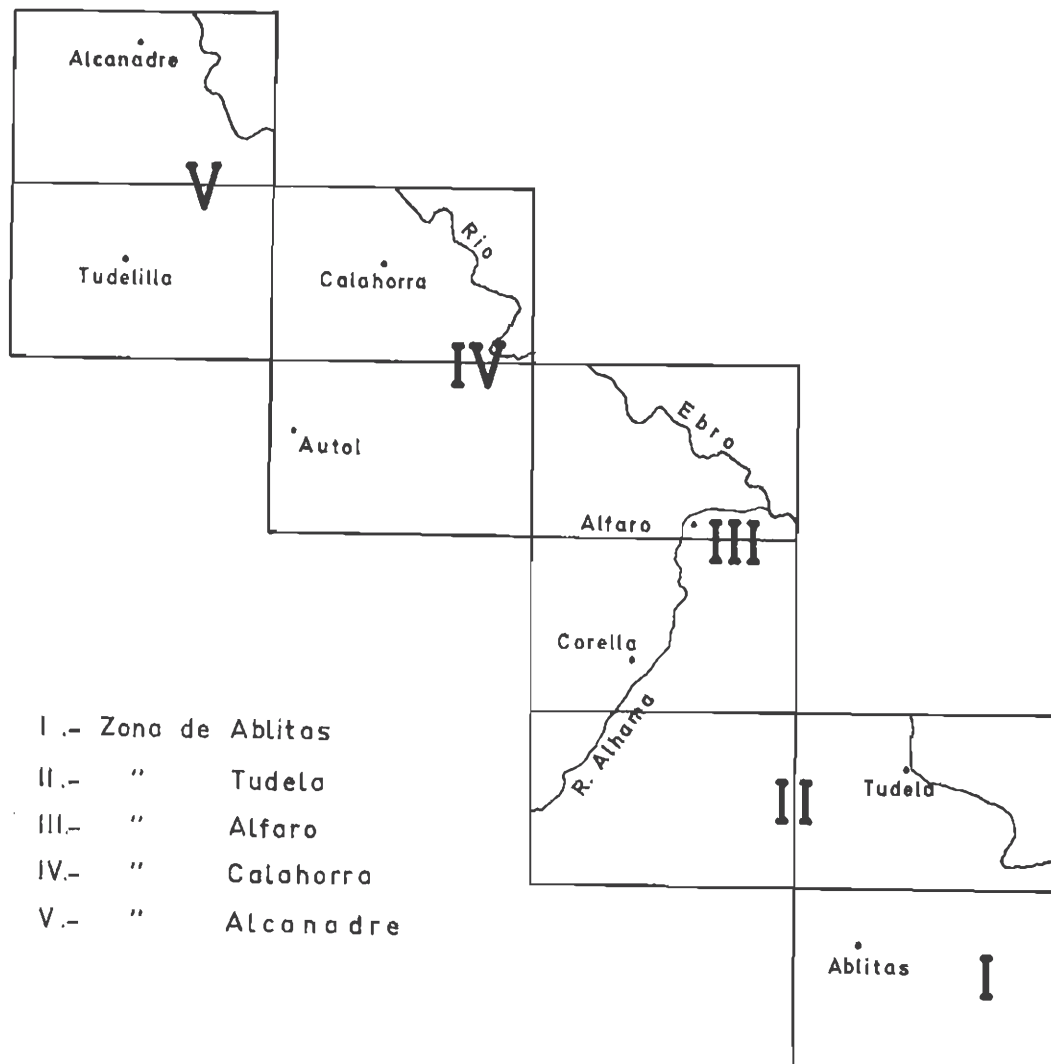 Alcanadre
V
Tudelilla
Calahorra
Rio
IV
Autol
Ebro
Alfaro
III
Corella
R. Alhama
II
Tudela
Ablitas
I
I .- Zona de Ablitas
II.- " Tudela
III.- " Alfaro
IV.- " Calahorra
V.- " Alcanadre